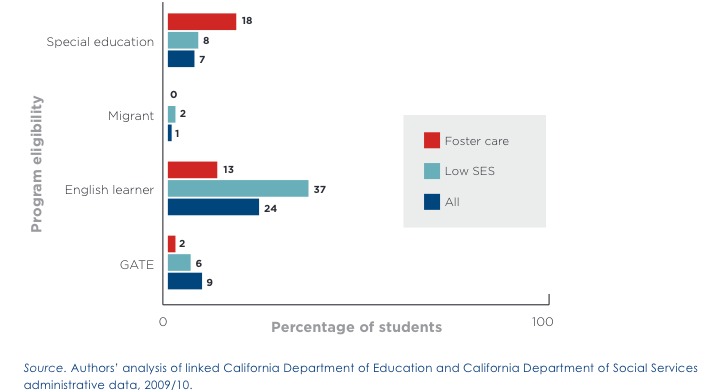 18
Special education
8
7
0
Migrant
2
1
13
English learner
37
24
2
GATE
6
9
Program eligibility
Foster care
Low SES
All
0
Percentage of students
100
Source. Authors’ analysis of linked California Department of Education and California Department of Social Services
administrative data, 2009/10.